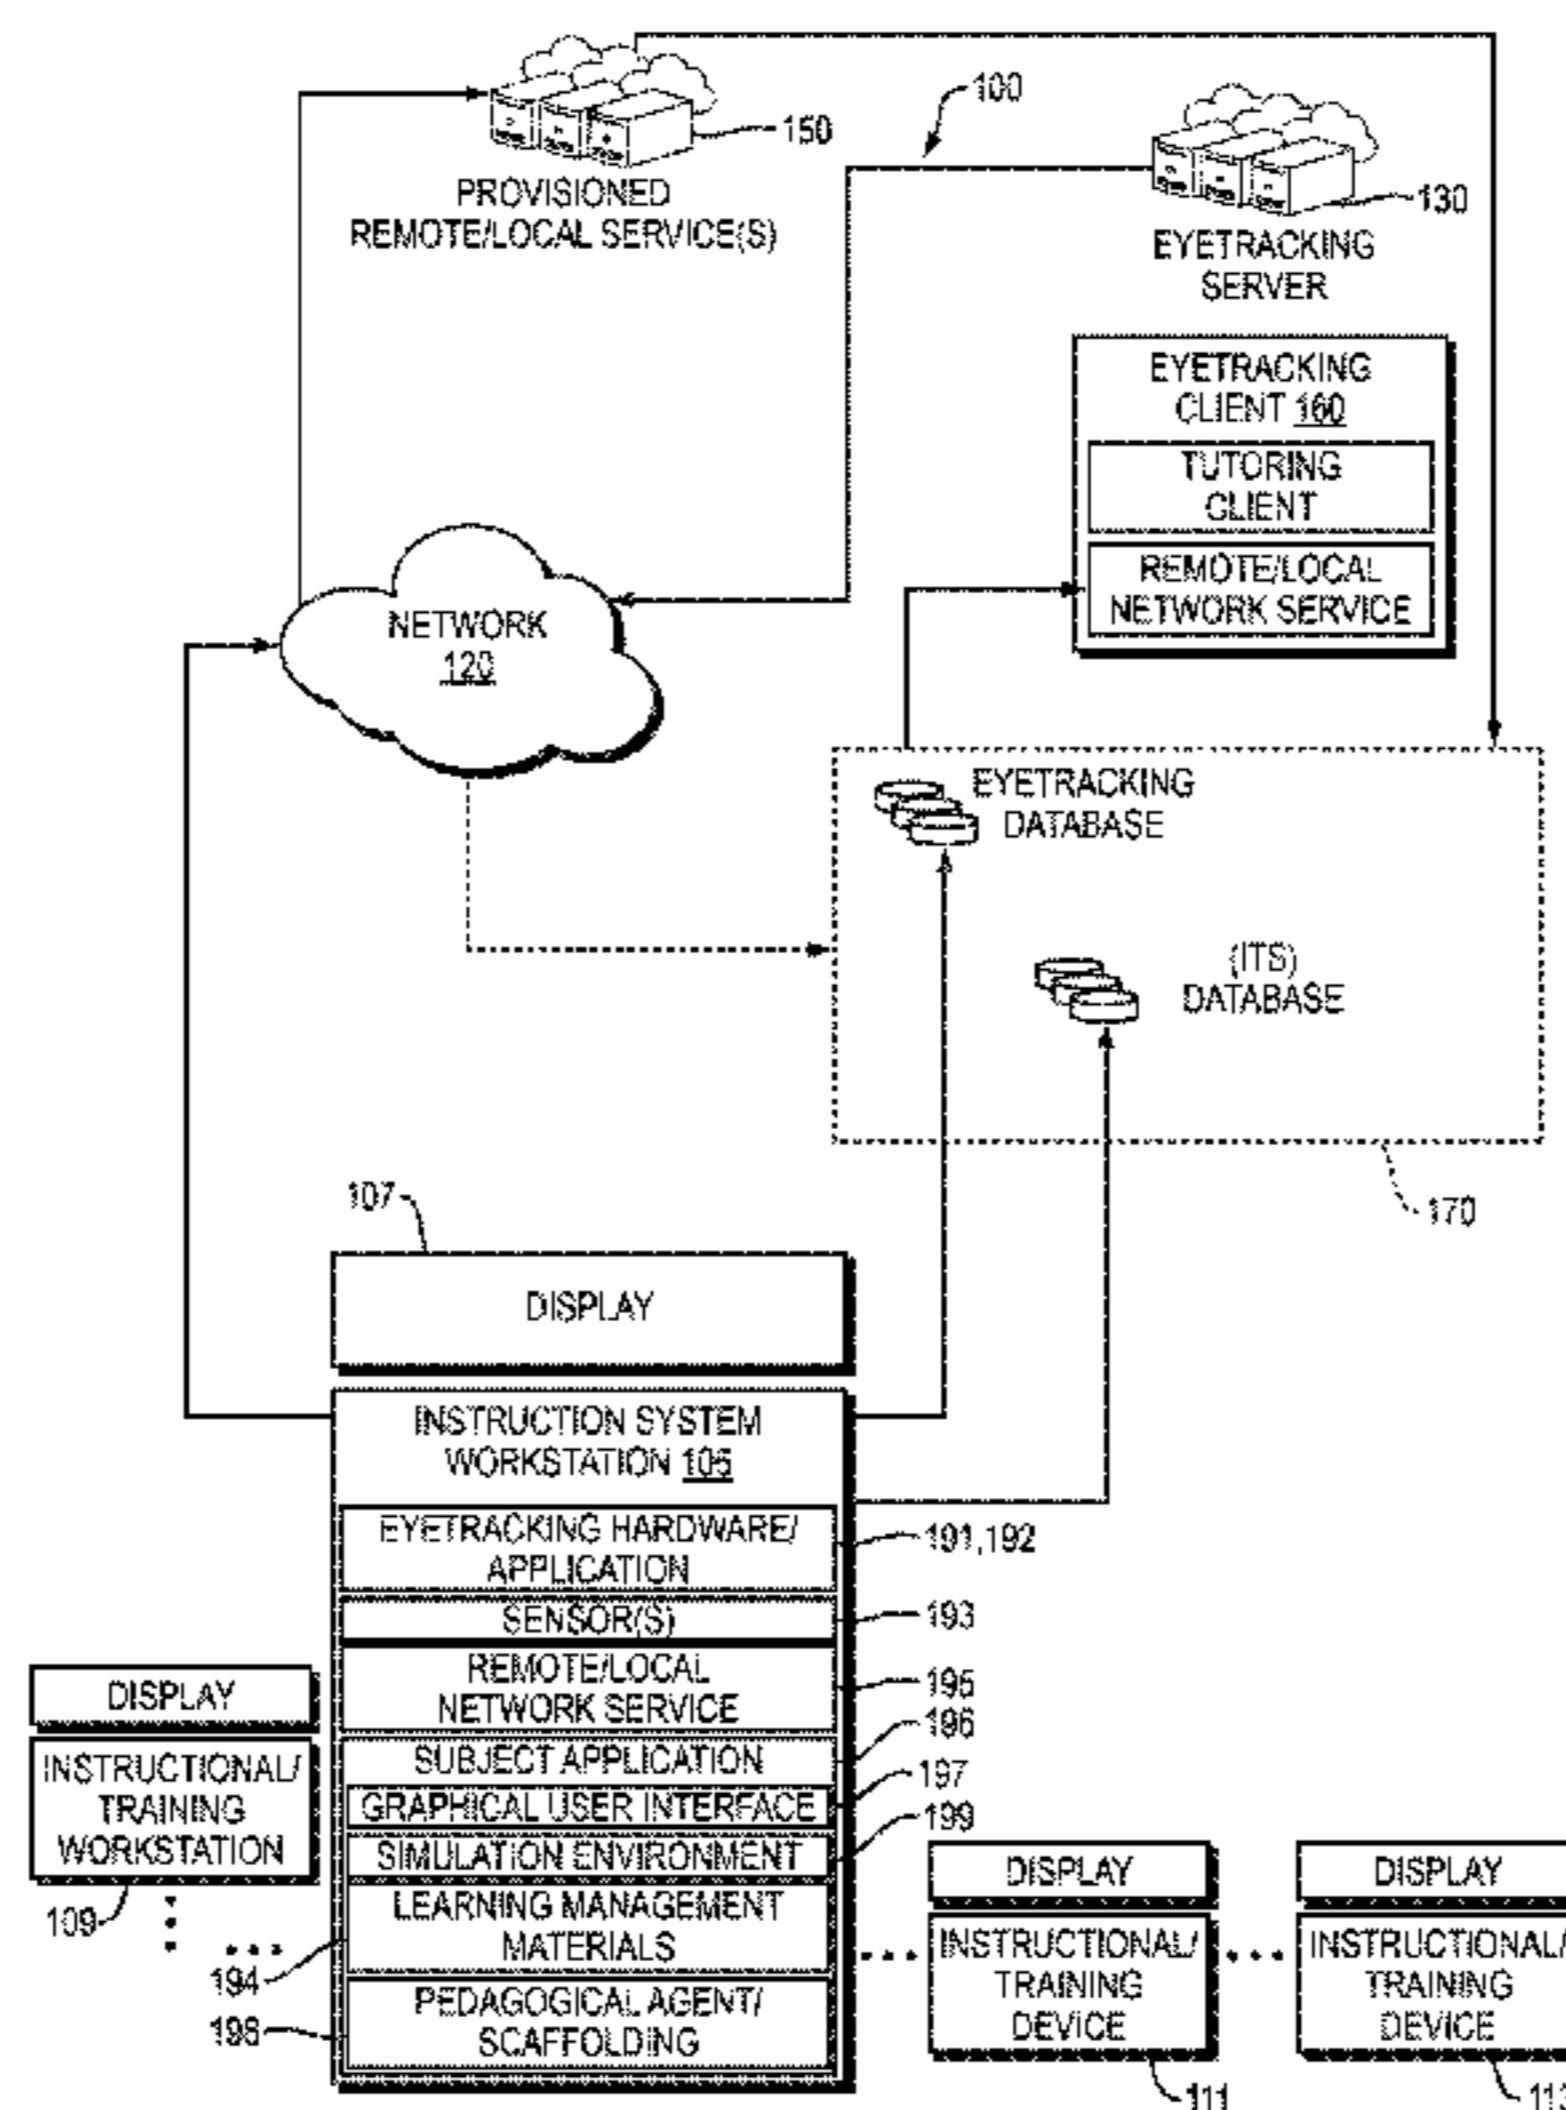 100
150
PROVISIONED
REMOTE/LOCAL SERVICE(S)
130
EYETRACKING
SERVER
EYETRACKING
CLIENT 160
TUTORING
CLIENT
REMOTE/LOCAL
NETWORK SERVICE
NETWORK
120
EYETRACKING
DATABASE
(ITS)
DATABASE
170
107
DISPLAY
INSTRUCTION SYSTEM
WORKSTATION 105
EYETRACKING HARDWARE/
APPLICATION
191,192
SENSOR(S)
193
REMOTE/LOCAL
NETWORK SERVICE
195
SUBJECT APPLICATION
196
GRAPHICAL USER INTERFACE
197
SIMULATION ENVIRONMENT
199
LEARNING MANAGEMENT
MATERIALS
194
PEDAGOGICAL AGENT/
SCAFFOLDING
198
DISPLAY
INSTRUCTIONAL/
TRAINING
WORKSTATION
109
DISPLAY
INSTRUCTIONAL/
TRAINING
DEVICE
111
DISPLAY
INSTRUCTIONAL/
TRAINING
DEVICE
113